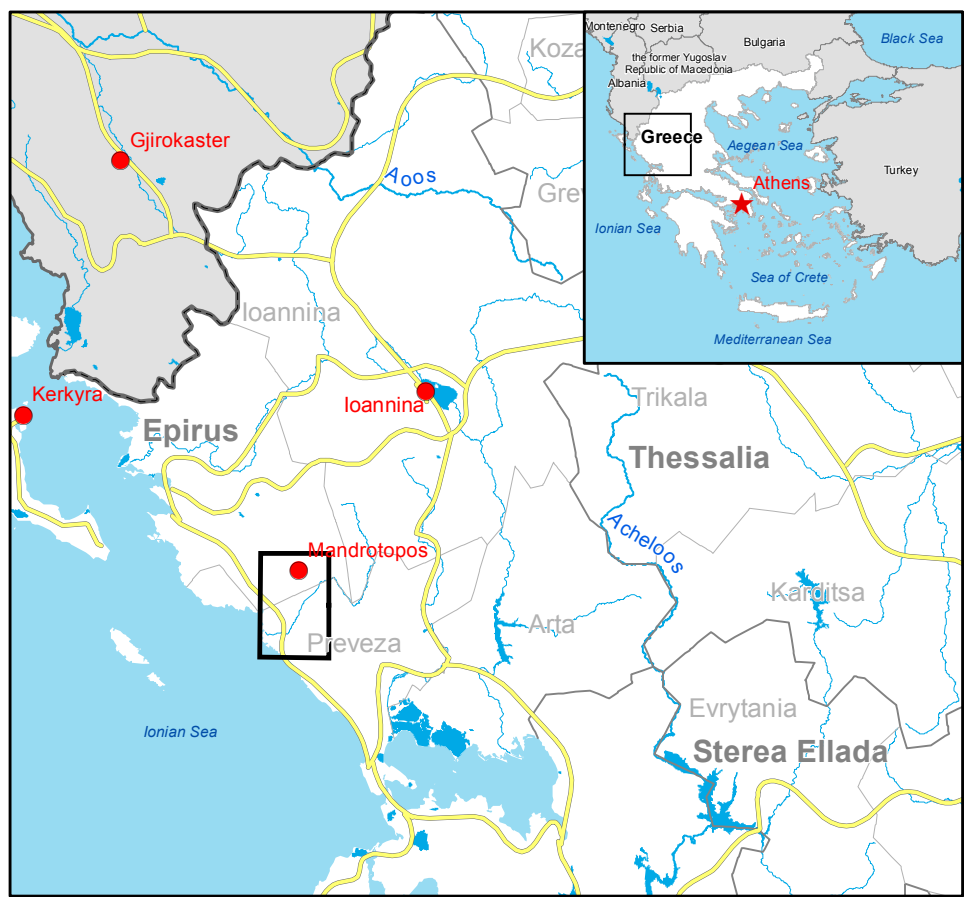 Koza
Gjirokaster
Aoos
Grev
Ioannina
Kerkyra
Ioannina
Epirus
Trikala
Thessalia
Acheloos
Mandrotopos
Karditsa
Preveza
Arta
Evrytania
Ionian Sea
Sterea Ellada
Montenegro
Serbia
Bulgaria
Black Sea
the former Yugoslav
Republic of Macedonia
Albania
Greece
Aegean Sea
Turkey
Athens
Ionian Sea
Sea of Crete
Mediterranean Sea